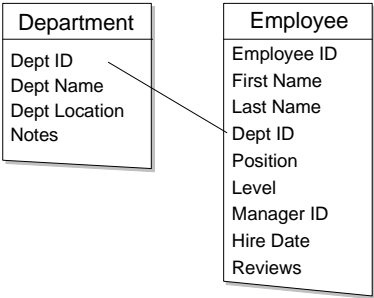 Department
Dept ID
Dept Name
Dept Location
Notes
Employee
Employee ID
First Name
Last Name
Dept ID
Position
Level
Manager ID
Hire Date
Reviews